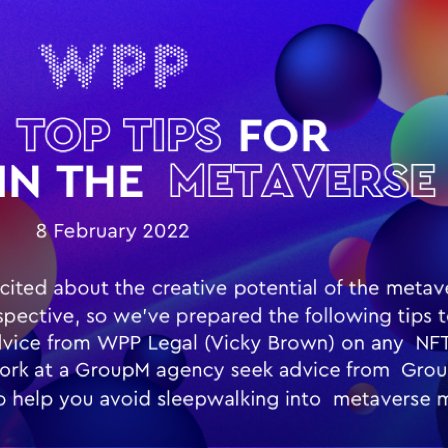 WPP
TOP TIPS FOR
IN THE METAVERSE
8 February 2022
cited about the creative potential of the metav
spective, so we've prepared the following tips t
vice from WPP Legal (Vicky Brown) on any NFT
ork at a GroupM agency seek advice from Grou
o help you avoid sleepwalking into metaverse m